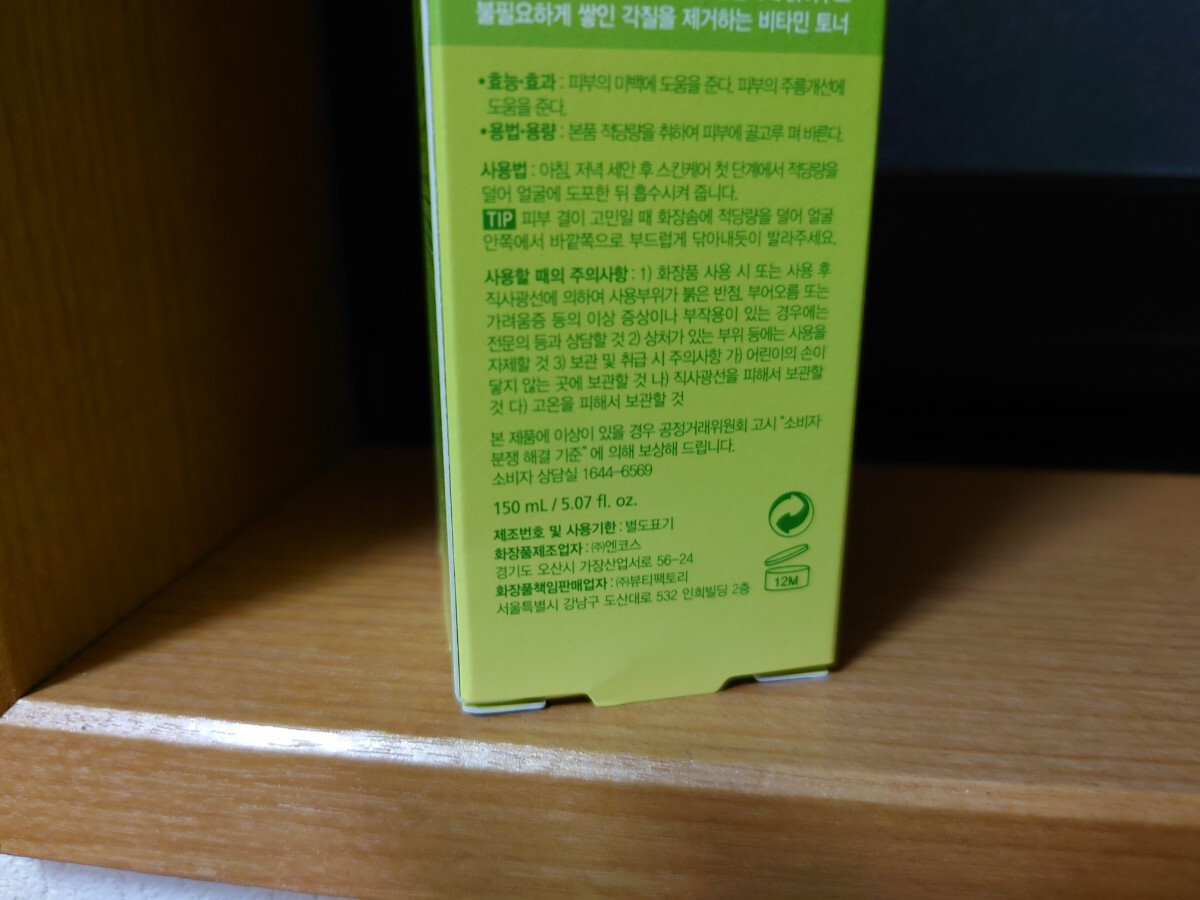 불필요하게 쌓인 각질을 제거하는 비타민 토너
•효능•효과 : 피부의 미백에 도움을 준다. 피부의 주름개선에
도움을 준다.
•용법•용량 : 본품 적당량을 취하여 피부에 골고루 펴 바른다.
사용법 : 아침, 저녁 세안 후 스킨케어 첫 단계에서 적당량을
덜어 얼굴에 도포한 뒤 흡수시켜 줍니다.
TIP 피부 결이 고민일 때 화장솜에 적당량을 덜어 얼굴
안쪽에서 바깥쪽으로 부드럽게 닦아내듯이 발라주세요.
사용할 때의 주의사항 : 1) 화장품 사용 시 또는 사용 후
직사광선에 의하여 사용부위가 붉은 반점, 부어오름 또는
가려움증 등의 이상 증상이나 부작용이 있는 경우에는
전문의 등과 상담할 것 2) 상처가 있는 부위 등에는 사용을
자제할 것 3) 보관 및 취급 시 주의사항 가) 어린이의 손이
닿지 않는 곳에 보관할 것 나) 직사광선을 피해서 보관할
것 다) 고온을 피해서 보관할 것
본 제품에 이상이 있을 경우 공정거래위원회 고시 "소비자
분쟁 해결 기준" 에 의해 보상해 드립니다.
소비자 상담실 1644-6569
150 mL / 5.07 fl. oz.
제조번호 및 사용기한 : 별도표기
화장품제조업자 : ㈜엔코스
경기도 오산시 가장산업서로 56-24
화장품책임판매업자 : ㈜뷰티팩토리
서울특별시 강남구 도산대로 532 인희빌딩 2층
12M